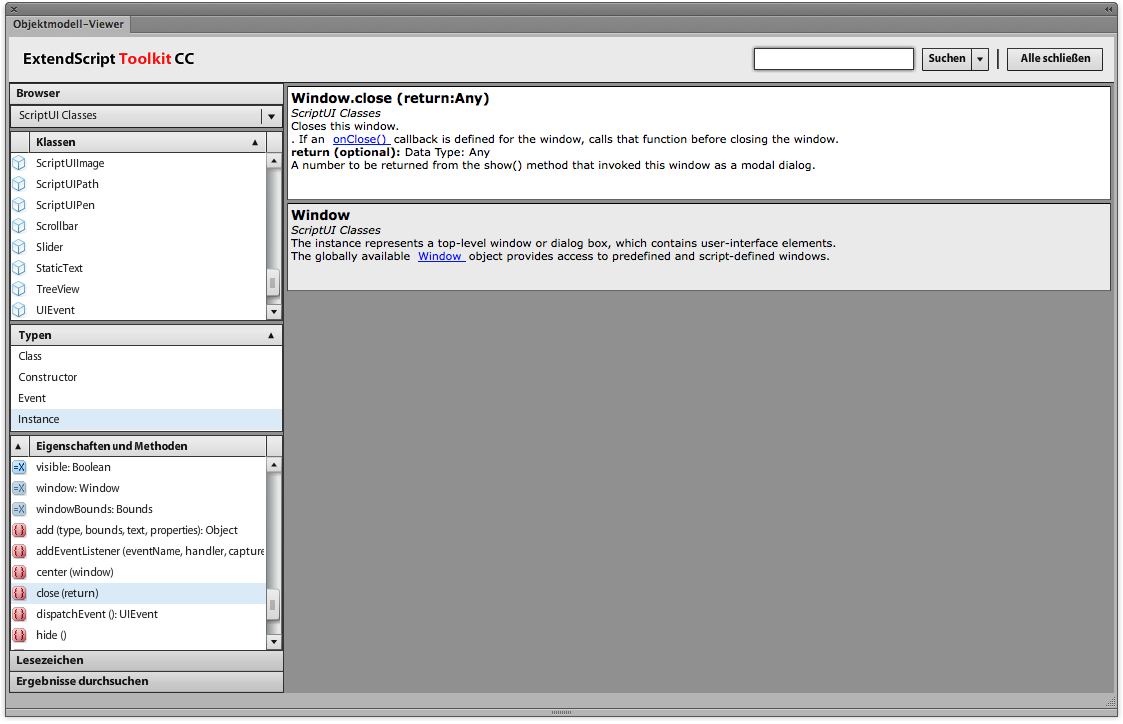 Objektmodell-Viewer
ExtendScript Toolkit CC
Suchen
Alle schließen
Browser
ScriptUI Classes
Klassen
ScriptUIImage
ScriptUIPath
ScriptUIPen
Scrollbar
Slider
StaticText
TreeView
UIEvent
Typen
Class
Constructor
Event
Instance
Eigenschaften und Methoden
visible: Boolean
window: Window
windowBounds: Bounds
add (type, bounds, text, properties): Object
addEventListener (eventName, handler, capture
center (window)
close (return)
dispatchEvent (): UIEvent
hide ()
Lesezeichen
Ergebnisse durchsuchen
Window.close (return:Any)
ScriptUI Classes
Closes this window.
. If an onClose() callback is defined for the window, calls that function before closing the window.
return (optional): Data Type: Any
A number to be returned from the show() method that invoked this window as a modal dialog.
Window
ScriptUI Classes
The instance represents a top-level window or dialog box, which contains user-interface elements.
The globally available Window object provides access to predefined and script-defined windows.